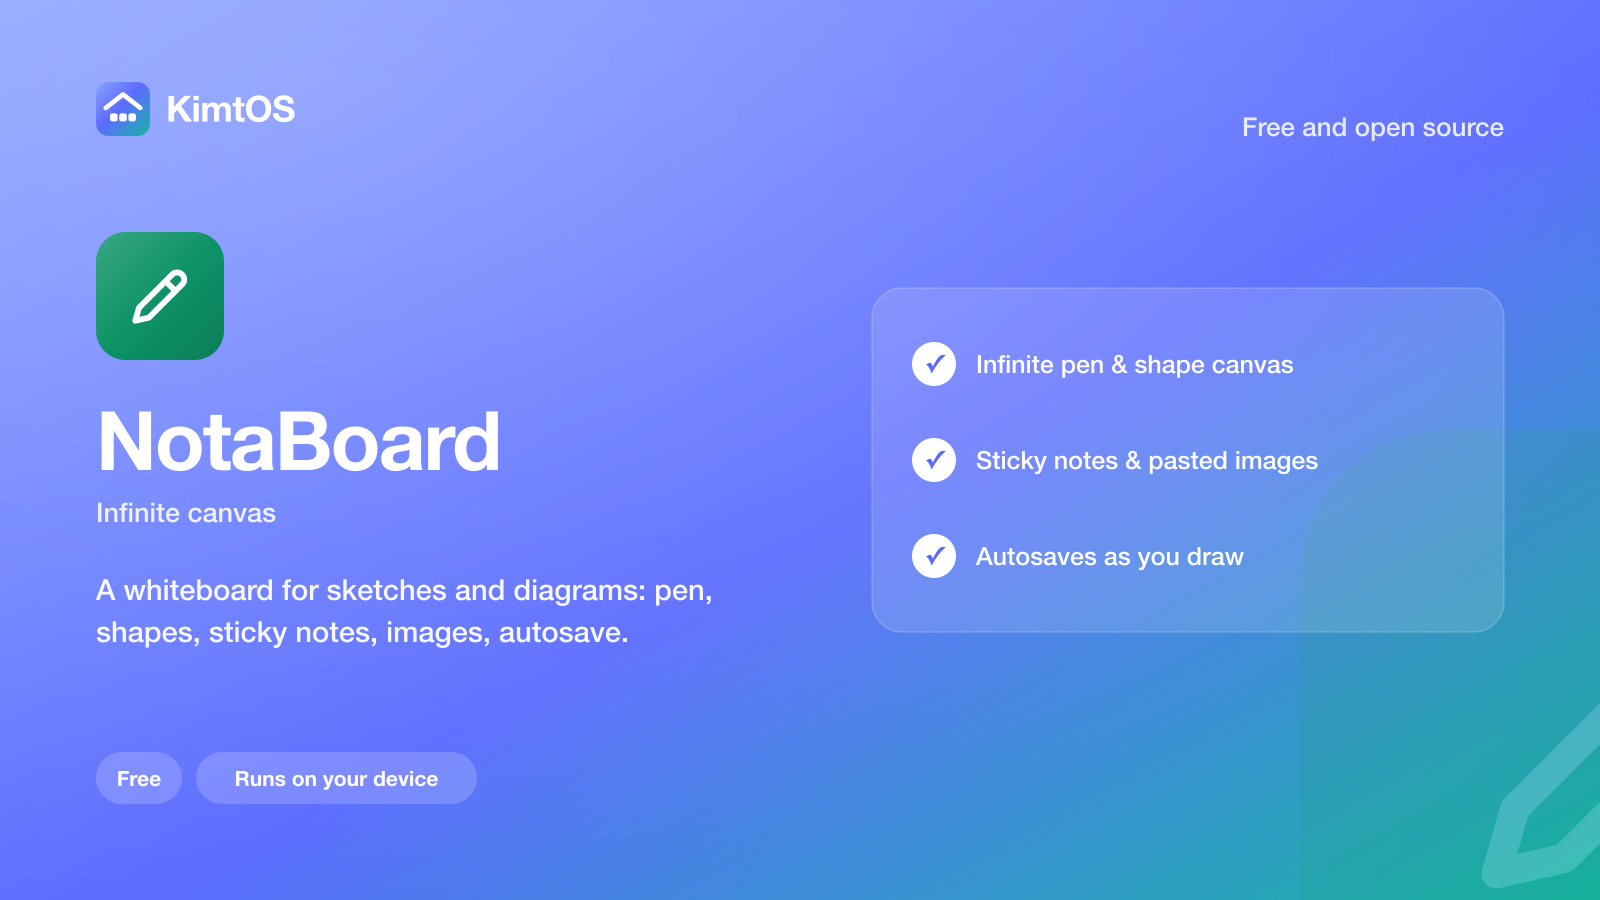 KimtOS
Free and open source
NotaBoard
Infinite canvas
A whiteboard for sketches and diagrams: pen,
shapes, sticky notes, images, autosave.
Free
Runs on your device
Infinite pen & shape canvas
Sticky notes & pasted images
Autosaves as you draw